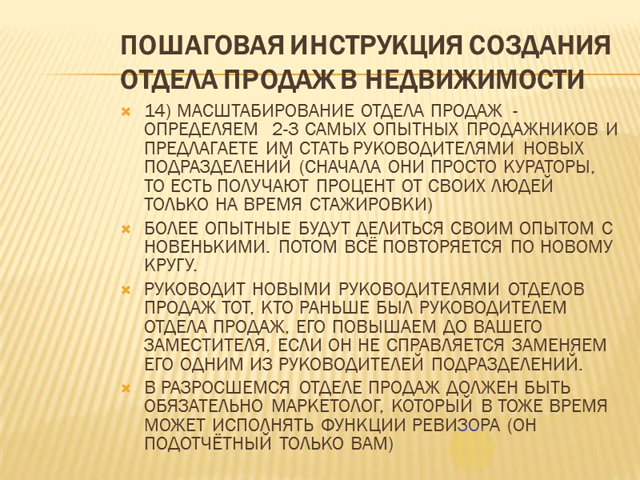 ПОШАГОВАЯ ИНСТРУКЦИЯ СОЗДАНИЯ
ОТДЕЛА ПРОДАЖ В НЕДВИЖИМОСТИ
14) МАСШТАБИРОВАНИЕ ОТДЕЛА ПРОДАЖ -
ОПРЕДЕЛЯЕМ 2-3 САМЫХ ОПЫТНЫХ ПРОДАЖНИКОВ И
ПРЕДЛАГАЕТЕ ИМ СТАТЬ РУКОВОДИТЕЛЯМИ НОВЫХ
ПОДРАЗДЕЛЕНИЙ (СНАЧАЛА ОНИ ПРОСТО КУРАТОРЫ,
ТО ЕСТЬ ПОЛУЧАЮТ ПРОЦЕНТ ОТ СВОИХ ЛЮДЕЙ
ТОЛЬКО НА ВРЕМЯ СТАЖИРОВКИ)
БОЛЕЕ ОПЫТНЫЕ БУДУТ ДЕЛИТЬСЯ СВОИМ ОПЫТОМ С
НОВЕНЬКИМИ. ПОТОМ ВСЁ ПОВТОРЯЕТСЯ ПО НОВОМУ
КРУГУ.
РУКОВОДИТ НОВЫМИ РУКОВОДИТЕЛЯМИ ОТДЕЛОВ
ПРОДАЖ ТОТ, КТО РАНЬШЕ БЫЛ РУКОВОДИТЕЛЕМ
ОТДЕЛА ПРОДАЖ, ЕГО ПОВЫШАЕМ ДО ВАШЕГО
ЗАМЕСТИТЕЛЯ, ЕСЛИ ОН НЕ СПРАВЛЯЕТСЯ ЗАМЕНЯЕМ
ЕГО ОДНИМ ИЗ РУКОВОДИТЕЛЕЙ ПОДРАЗДЕЛЕНИЙ.
В РАЗРОСШЕМСЯ ОТДЕЛЕ ПРОДАЖ ДОЛЖЕН БЫТЬ
ОБЯЗАТЕЛЬНО МАРКЕТОЛОГ, КОТОРЫЙ В ТОЖЕ ВРЕМЯ
МОЖЕТ ИСПОЛНЯТЬ ФУНКЦИИ РЕВИЗОРА (ОН
ПОДОТЧЁТНЫЙ ТОЛЬКО ВАМ)